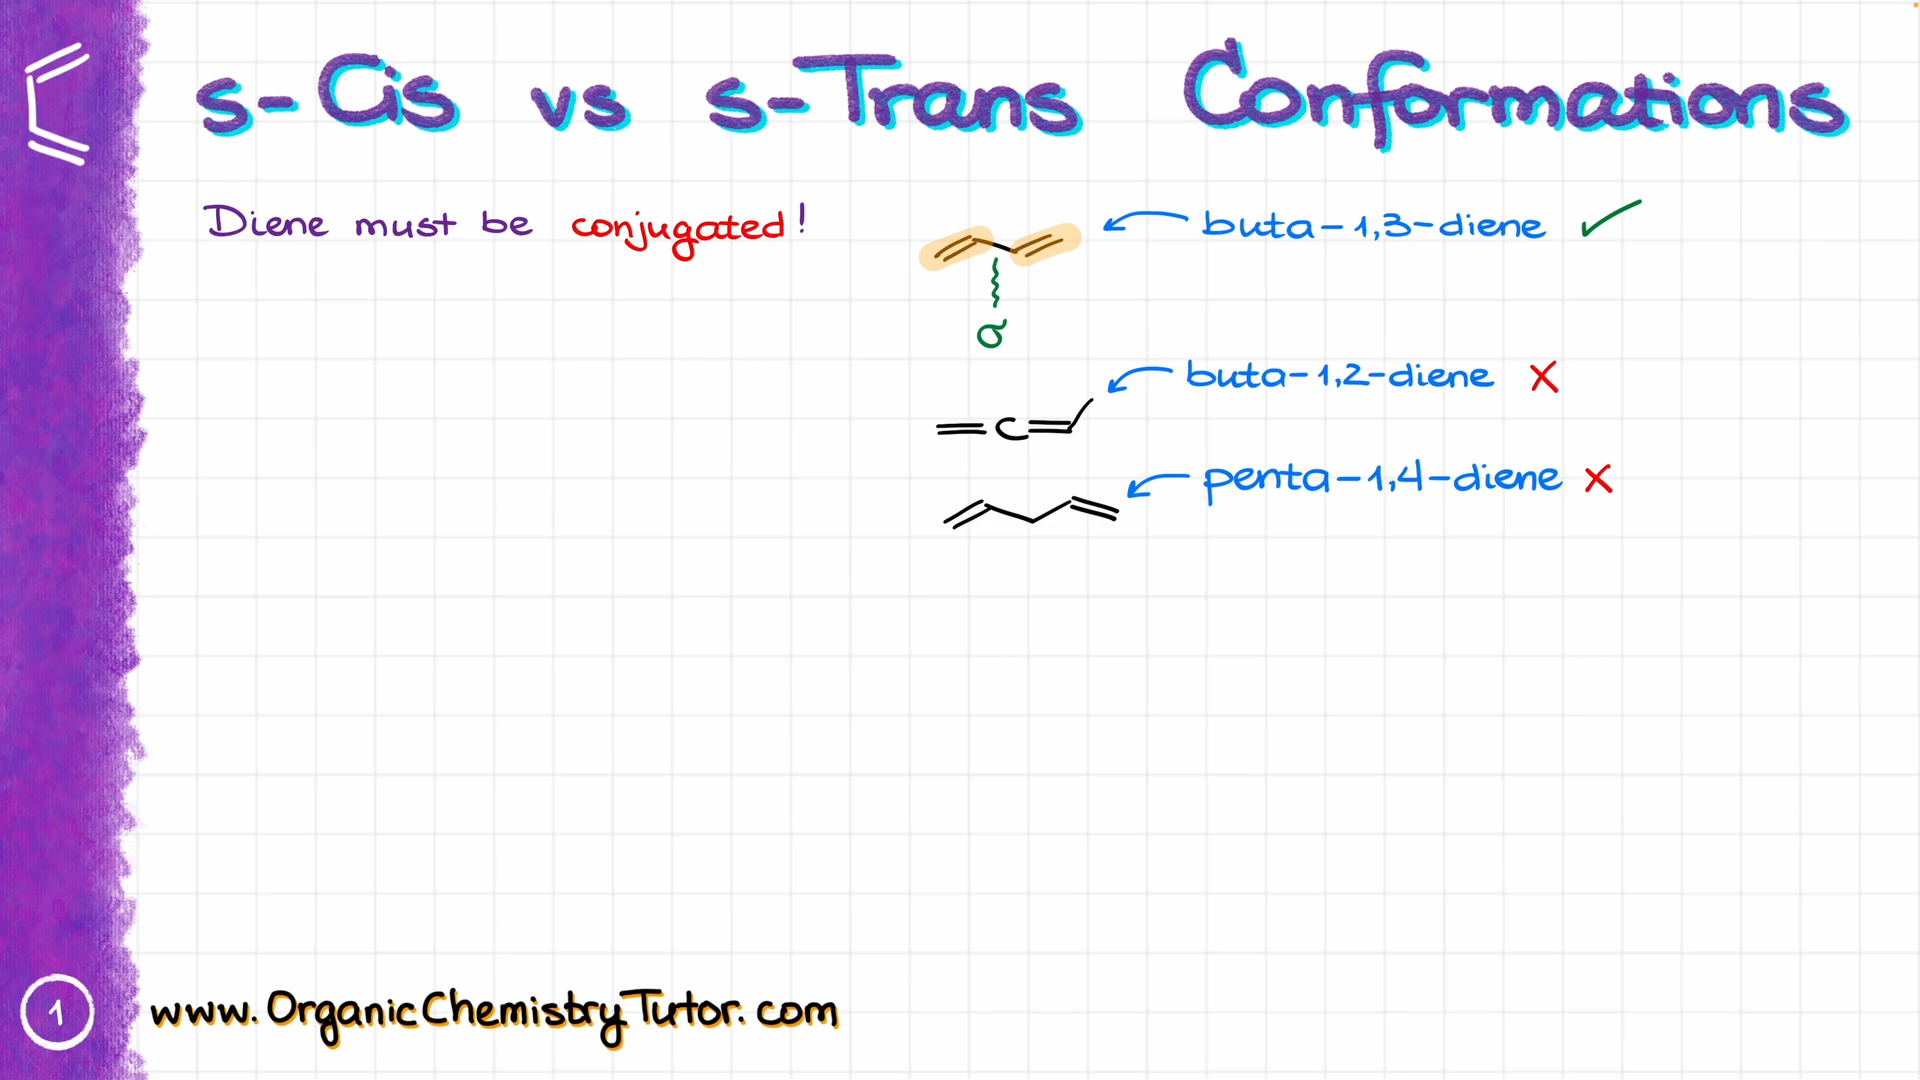 s-Cis vs s-Trans Conformations
Diene must be conjugated!
buta-1,3-diene ✓
σ
buta-1,2-diene X
C
penta-1,4-diene X
1
www.OrganicChemistryTutor.com